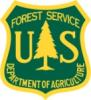 FOREST SERVICE
U S
DEPARTMENT OF AGRICULTURE